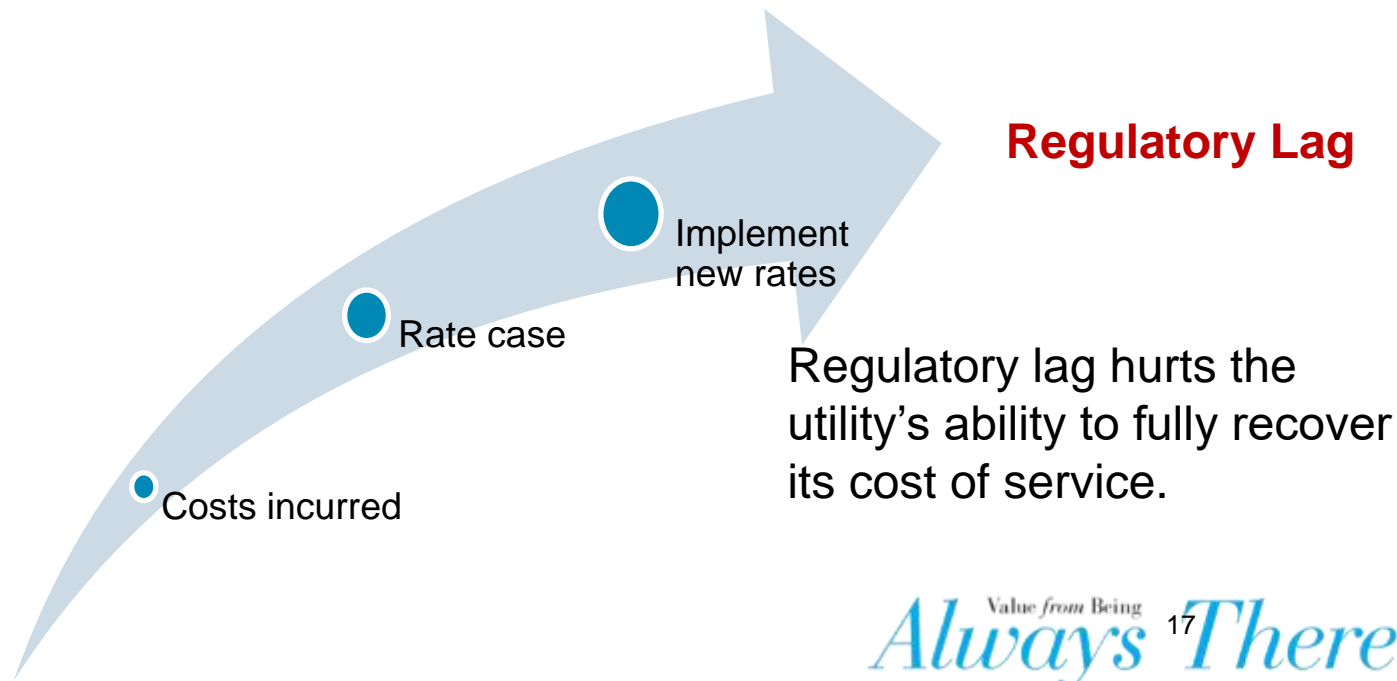 Regulatory Lag
Implement
new rates
Rate case
Regulatory lag hurts the
utility’s ability to fully recover
its cost of service.
Costs incurred
Value from Being
Always There
17